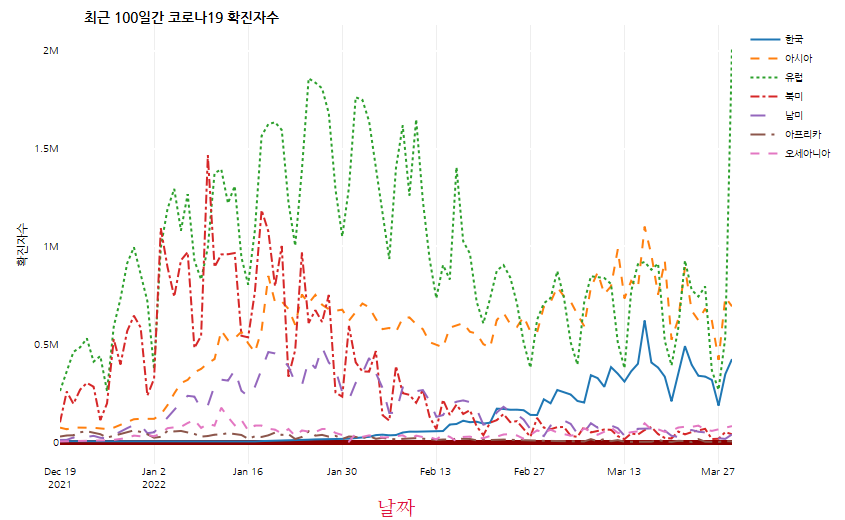 최근 100일간 코로나19 확진자수
한국
아시아
유럽
북미
남미
아프리카
오세아니아
확진자수
2M
1.5M
1M
0.5M
0
Dec 19
2021
Jan 2
2022
Jan 16
Jan 30
Feb 13
Feb 27
Mar 13
Mar 27
날짜